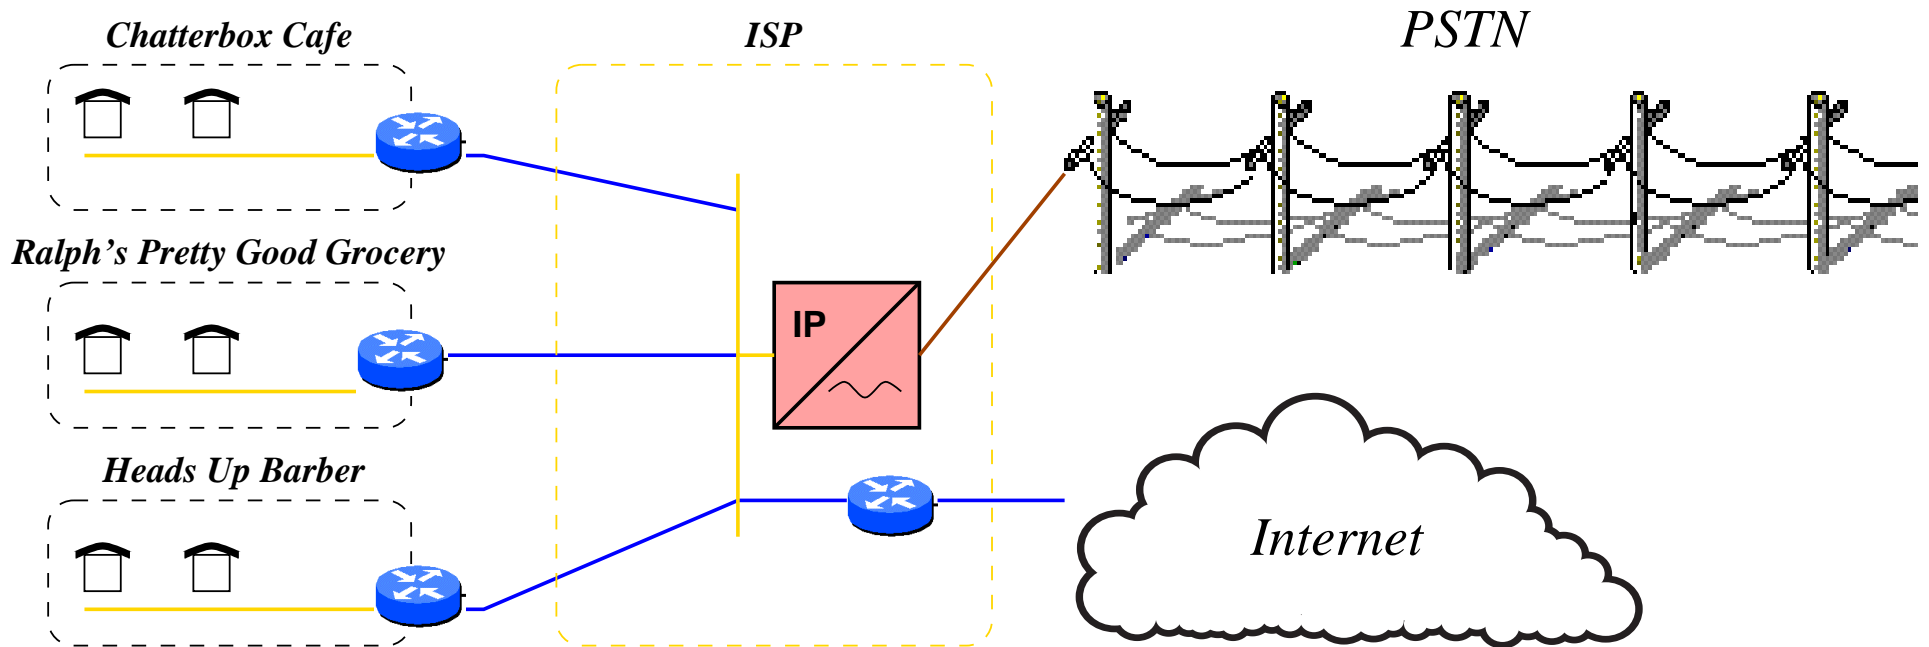 Chatterbox Cafe
ISP
PSTN
Ralph's Pretty Good Grocery
IP
Heads Up Barber
Internet